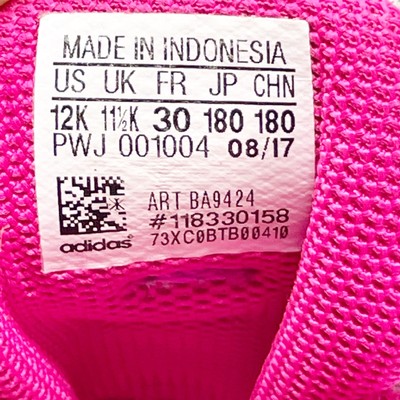 MADE IN INDONESIA
US UK FR JP CHN
12K 11½K 30 180 180
PWJ 001004 08/17
ART BA9424
#118330158
adidas 73XC0BTB00410